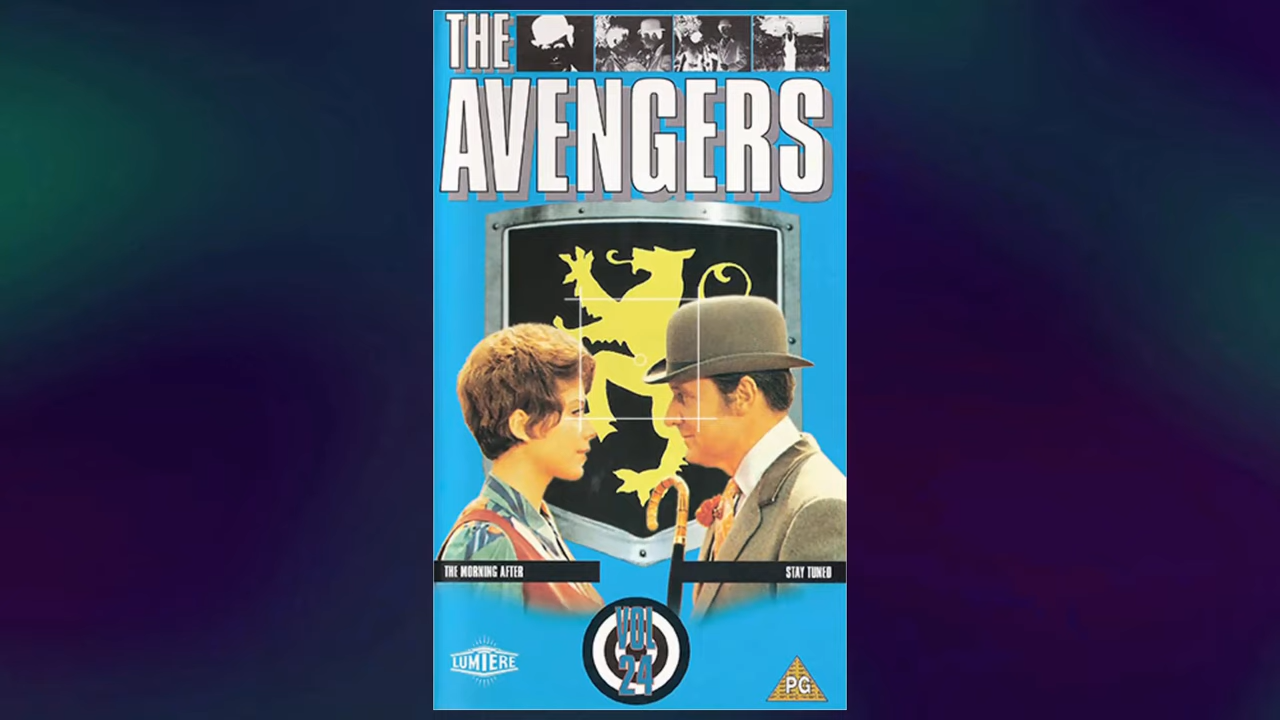 THE
AVENGERS
THE MORNING AFTER
STAY TUNED
VOL
24
LUMIERE
PG